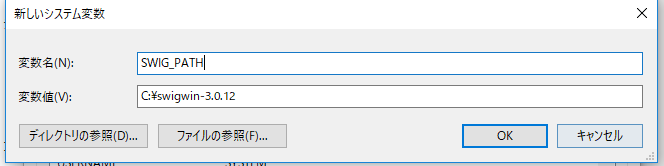 新しいシステム変数
変数名(N):
SWIG_PATH
変数値(V):
C:¥swigwin-3.0.12
ディレクトリの参照(D)...
ファイルの参照(F)...
OK
キャンセル